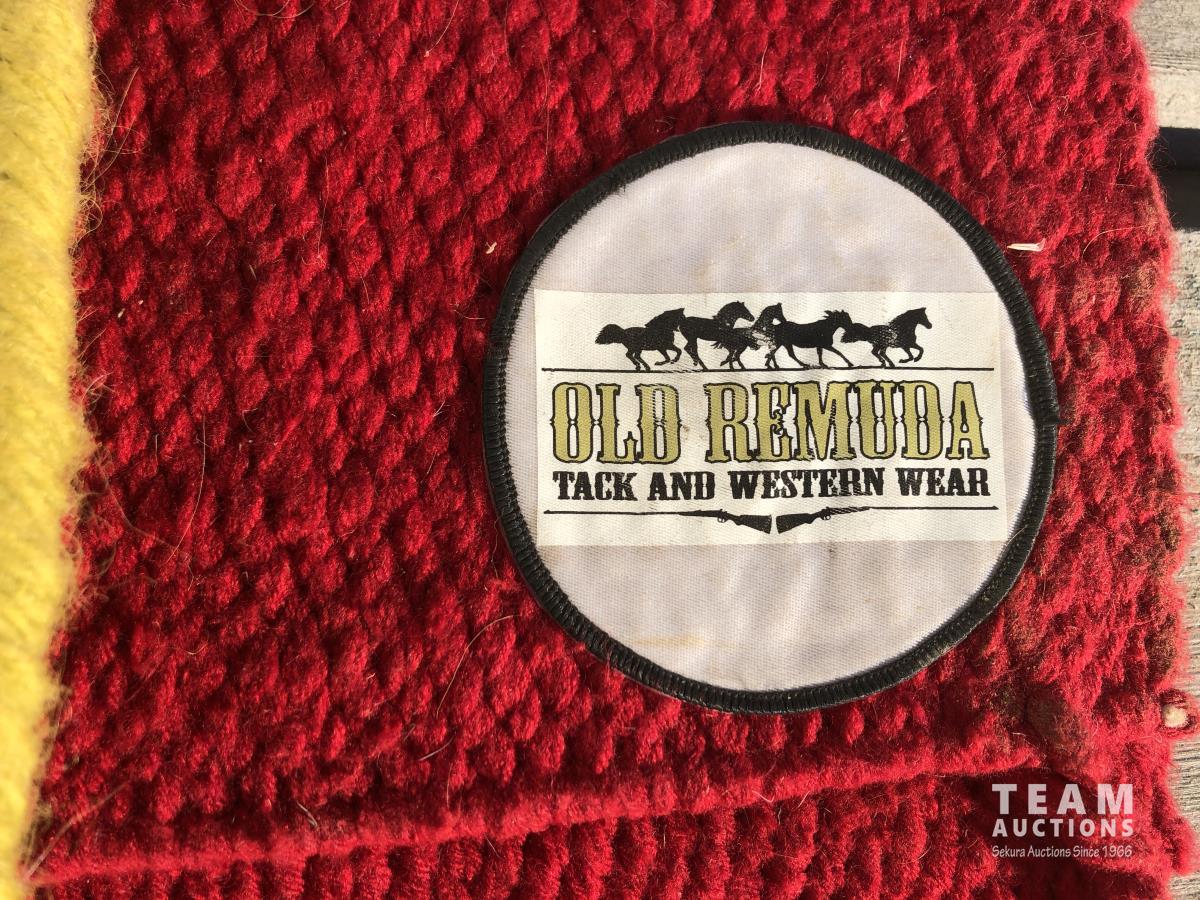 OLD REMUDA
TACK AND WESTERN WEAR
TEAM
AUCTIONS
Sekura Auctions Since 1966